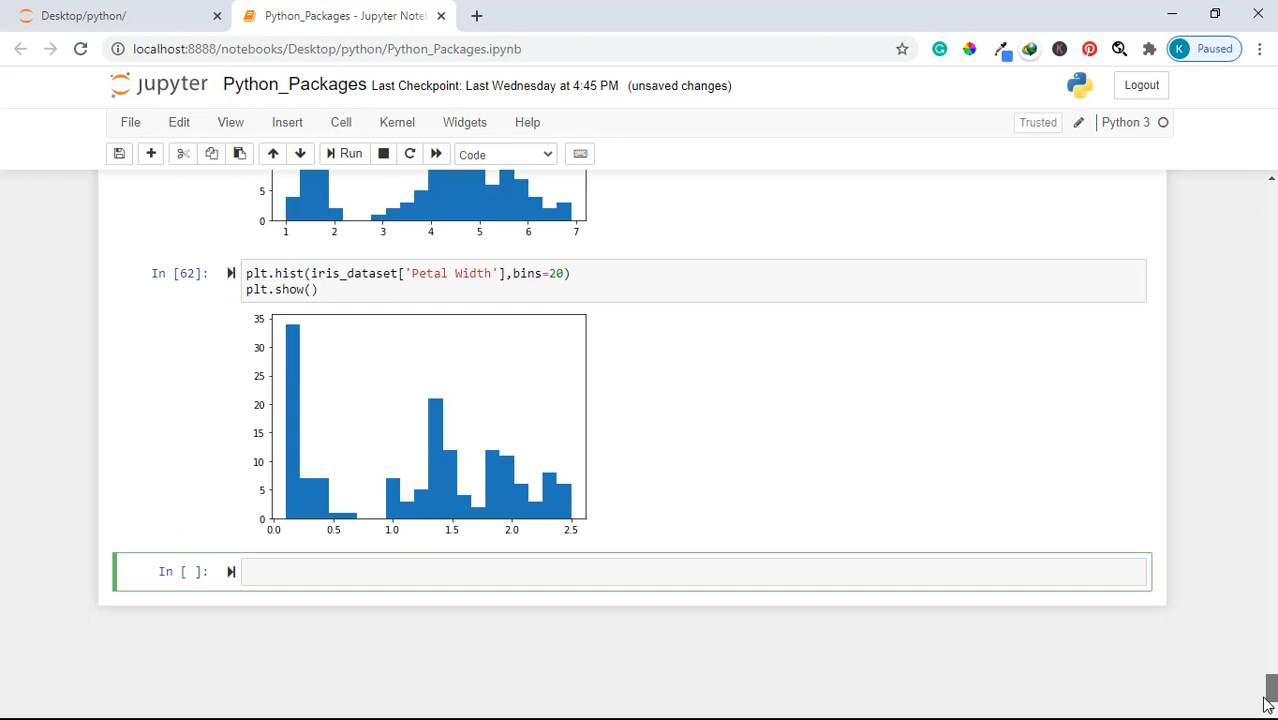 Desktop/python/
Python_Packages - Jupyter Notel
localhost:8888/notebooks/Desktop/python/Python_Packages.ipynb
K Paused
jupyter Python_Packages Last Checkpoint: Last Wednesday at 4:45 PM (unsaved changes)
Logout
File Edit View Insert Cell Kernel Widgets Help
Trusted Python 3
Run Code
5
0
1 2 3 4 5 6 7
In [62]: plt.hist(iris_dataset['Petal Width'],bins=20)
plt.show()
35
30
25
20
15
10
5
0
0.0 0.5 1.0 1.5 2.0 2.5
In [ ]: